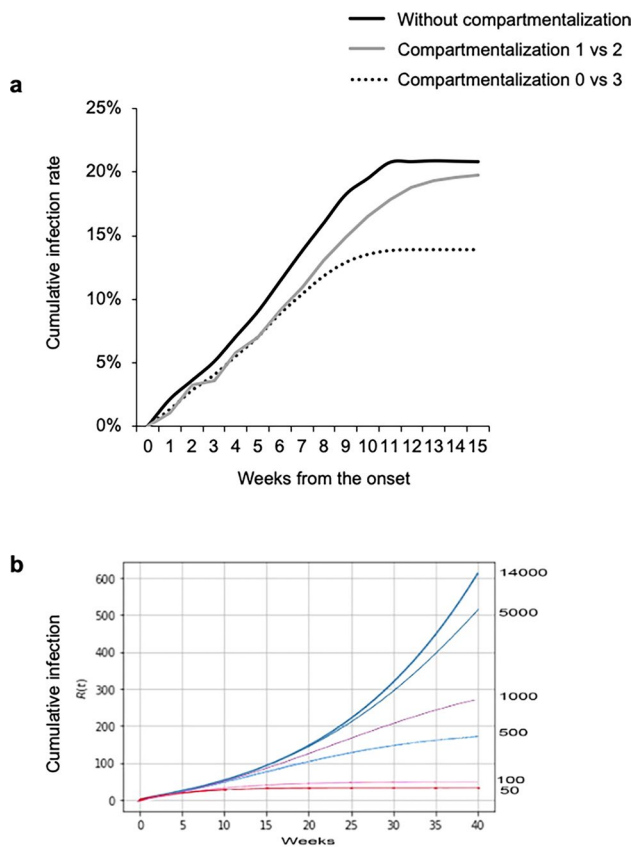 Without compartmentalization
Compartmentalization 1 vs 2
Compartmentalization 0 vs 3
a
25%
20%
15%
10%
5%
0%
Cumulative infection rate
0 1 2 3 4 5 6 7 8 9 10 11 12 13 14 15
Weeks from the onset
b
600
500
400
300
200
100
0
Cumulative infection
R(t)
14000
5000
1000
500
100
50
0 5 10 15 20 25 30 35 40
Weeks